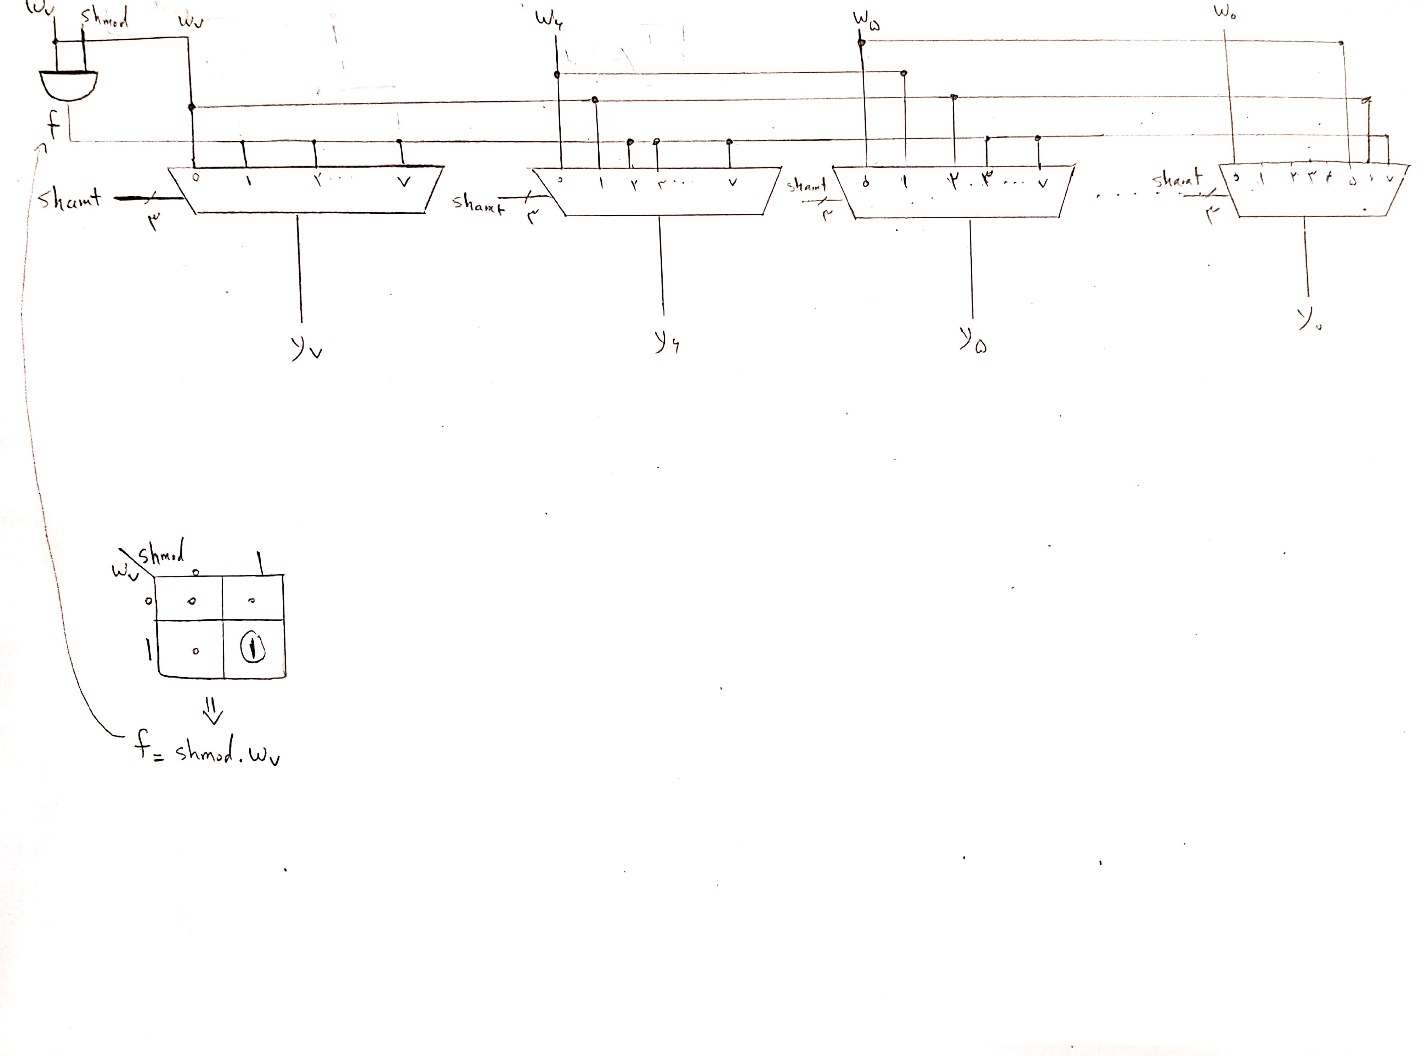 w۷ shmod w۷ w۶ w۵ w۰
f
۰ ۱ ۲ ... ۷ ۰ ۱ ۲ ۳ ... ۷ ۰ ۱ ۲ ۳ ... ۷ ۰ ۱ ۲ ۳ ۴ ۵ ۶ ۷
shamt ۳ shamt ۳ shamt ۳ .... shamt ۳
y۷ y۶ y۵ y۰
shmod
w۷ ۰ ۱
۰ ۰ ۰
۱ ۰ ۱
⇓
f = shmod . w۷